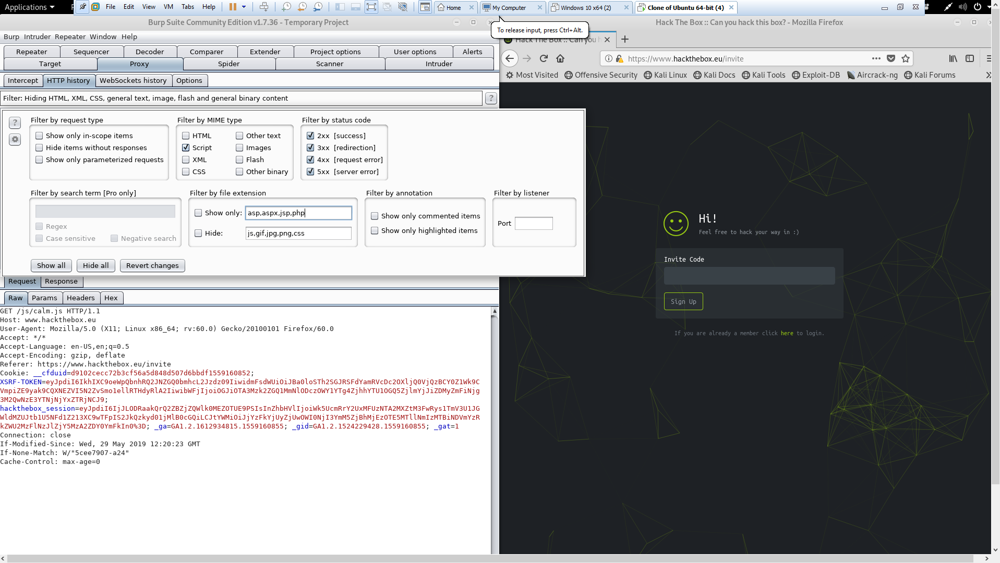 Applications
File Edit View VM Tabs Help
Home
My Computer
Windows 10 x64 (2)
Clone of Ubuntu 64-bit (4)
Burp Suite Community Edition v1.7.36 - Temporary Project
To release input, press Ctrl+Alt.
Hack The Box :: Can you hack this box? - Mozilla Firefox
Burp Intruder Repeater Window Help
Hack The Box :: Can you h
Repeater Sequencer Decoder Comparer Extender Project options User options Alerts
Target Proxy Spider Scanner Intruder
https://www.hackthebox.eu/invite
Most Visited Offensive Security Kali Linux Kali Docs Kali Tools Exploit-DB Aircrack-ng Kali Forums
Intercept HTTP history WebSockets history Options
Filter: Hiding HTML, XML, CSS, general text, image, flash and general binary content
?
?
Filter by request type
Show only in-scope items
Hide items without responses
Show only parameterized requests
Filter by MIME type
HTML Other text
Script Images
XML Flash
CSS Other binary
Filter by status code
2xx [success]
3xx [redirection]
4xx [request error]
5xx [server error]
Filter by search term [Pro only]
Regex
Case sensitive Negative search
Filter by file extension
Show only: asp,aspx,jsp,php
Hide: js,gif,jpg,png,css
Filter by annotation
Show only commented items
Show only highlighted items
Filter by listener
Port
Show all Hide all Revert changes
Request Response
Raw Params Headers Hex
GET /js/calm.js HTTP/1.1
Host: www.hackthebox.eu
User-Agent: Mozilla/5.0 (X11; Linux x86_64; rv:60.0) Gecko/20100101 Firefox/60.0
Accept: */*
Accept-Language: en-US,en;q=0.5
Accept-Encoding: gzip, deflate
Referer: https://www.hackthebox.eu/invite
Cookie: __cfduid=d9102cecc72b3cf56a5d848d507d6bbdf1559160852;
XSRF-TOKEN=eyJpdiI6IkhIXC9oeWpQbnhRQ2JNZGQ0bmhcL2Jzdz09IiwidmFsdWUiOiJBa0loSTh2SGJRSFdYamRVcDc2OXljQ0VjQzBCY0Z1Wk9C
VmpiZE9yak9CQXNEZVI5N2ZvSmo1ellRTHdyRlA2IiwibWFjIjoiOGJiOTA3Mzk2ZGQ1MmNlODczOWY1YTg4ZjhhYTU1OGQ5ZjlmYjJiZDMyZmFiNjg
3M2QwNzE3YTNjNjYxZTRjNCJ9;
hackthebox_session=eyJpdiI6IjJLODRaakQrQ2ZBZjZQWlk0MEZOTUE9PSIsInZhbHVlIjoiWk5UcmRrY2UxMFUzNTA2MXZtM3FwRys1TmV3U1JG
WldMZUJtb1U5NFd1Z213XC9wTFpIS2JkQzkyd01jMlB0cGQiLCJtYWMiOiJjYzFkYjUyZjUwOWI0NjI3YmM5ZjBhMjEzOTE5MTllNmIzMTBiNDVmYzR
kZWU2MzFlNzJlZjY5MzA2ZDY0YmFkIn0%3D; _ga=GA1.2.1612934815.1559160855; _gid=GA1.2.1524229428.1559160855; _gat=1
Connection: close
If-Modified-Since: Wed, 29 May 2019 12:20:23 GMT
If-None-Match: W/"5cee7907-a24"
Cache-Control: max-age=0
Hi!
Feel free to hack your way in :)
Invite Code
Sign Up
If you are already a member click here to login.